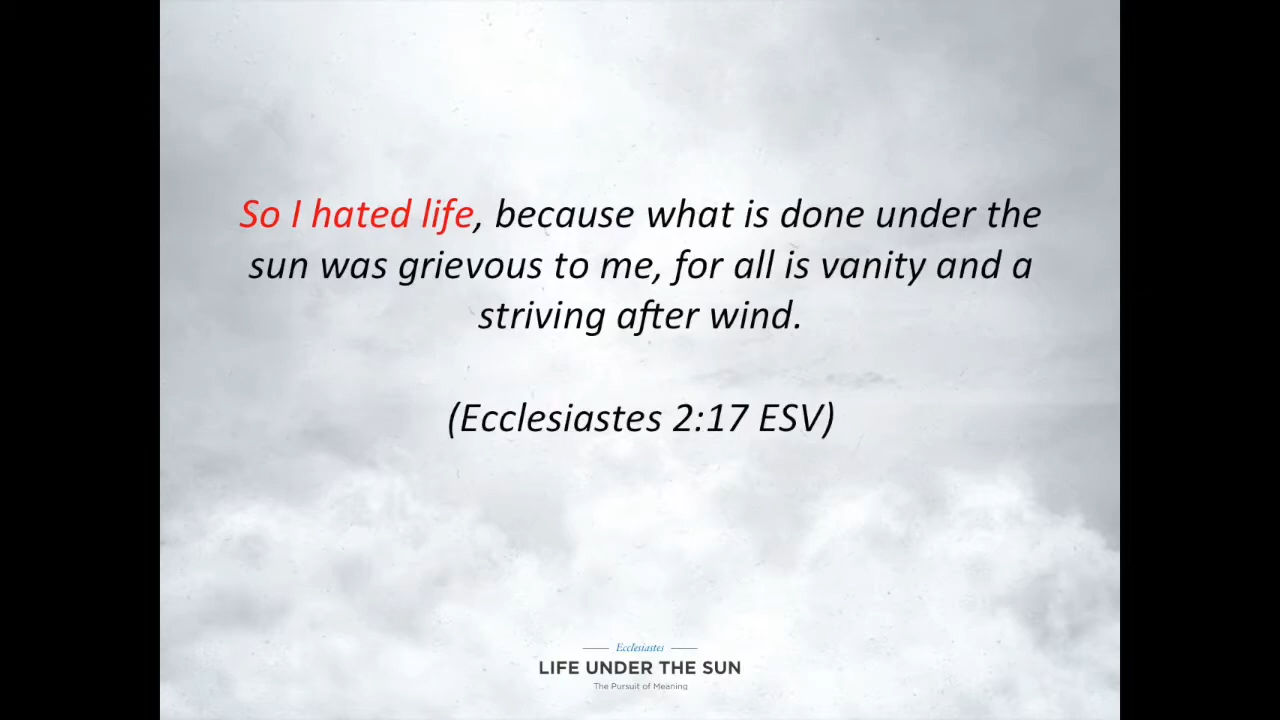 So I hated life, because what is done under the
sun was grievous to me, for all is vanity and a
striving after wind.
(Ecclesiastes 2:17 ESV)
Ecclesiastes
LIFE UNDER THE SUN
The Pursuit of Meaning